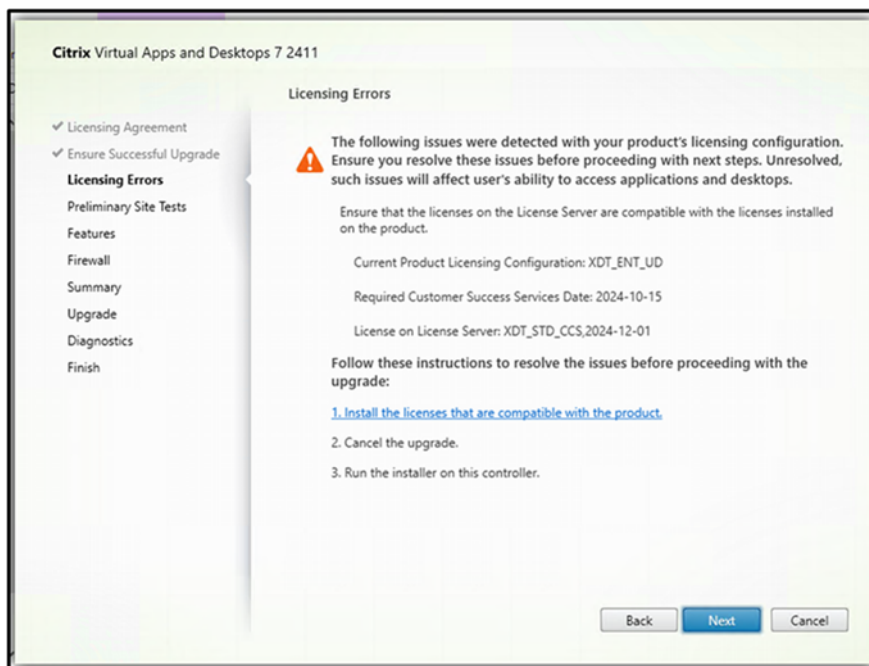 Citrix Virtual Apps and Desktops 7 2411
Licensing Errors
Licensing Agreement
Ensure Successful Upgrade
Licensing Errors
Preliminary Site Tests
Features
Firewall
Summary
Upgrade
Diagnostics
Finish
The following issues were detected with your product's licensing configuration.
Ensure you resolve these issues before proceeding with next steps. Unresolved,
such issues will affect user's ability to access applications and desktops.
Ensure that the licenses on the License Server are compatible with the licenses installed
on the product.
Current Product Licensing Configuration: XDT_ENT_UD
Required Customer Success Services Date: 2024-10-15
License on License Server: XDT_STD_CCS,2024-12-01
Follow these instructions to resolve the issues before proceeding with the
upgrade:
1. Install the licenses that are compatible with the product.
2. Cancel the upgrade.
3. Run the installer on this controller.
Back
Next
Cancel